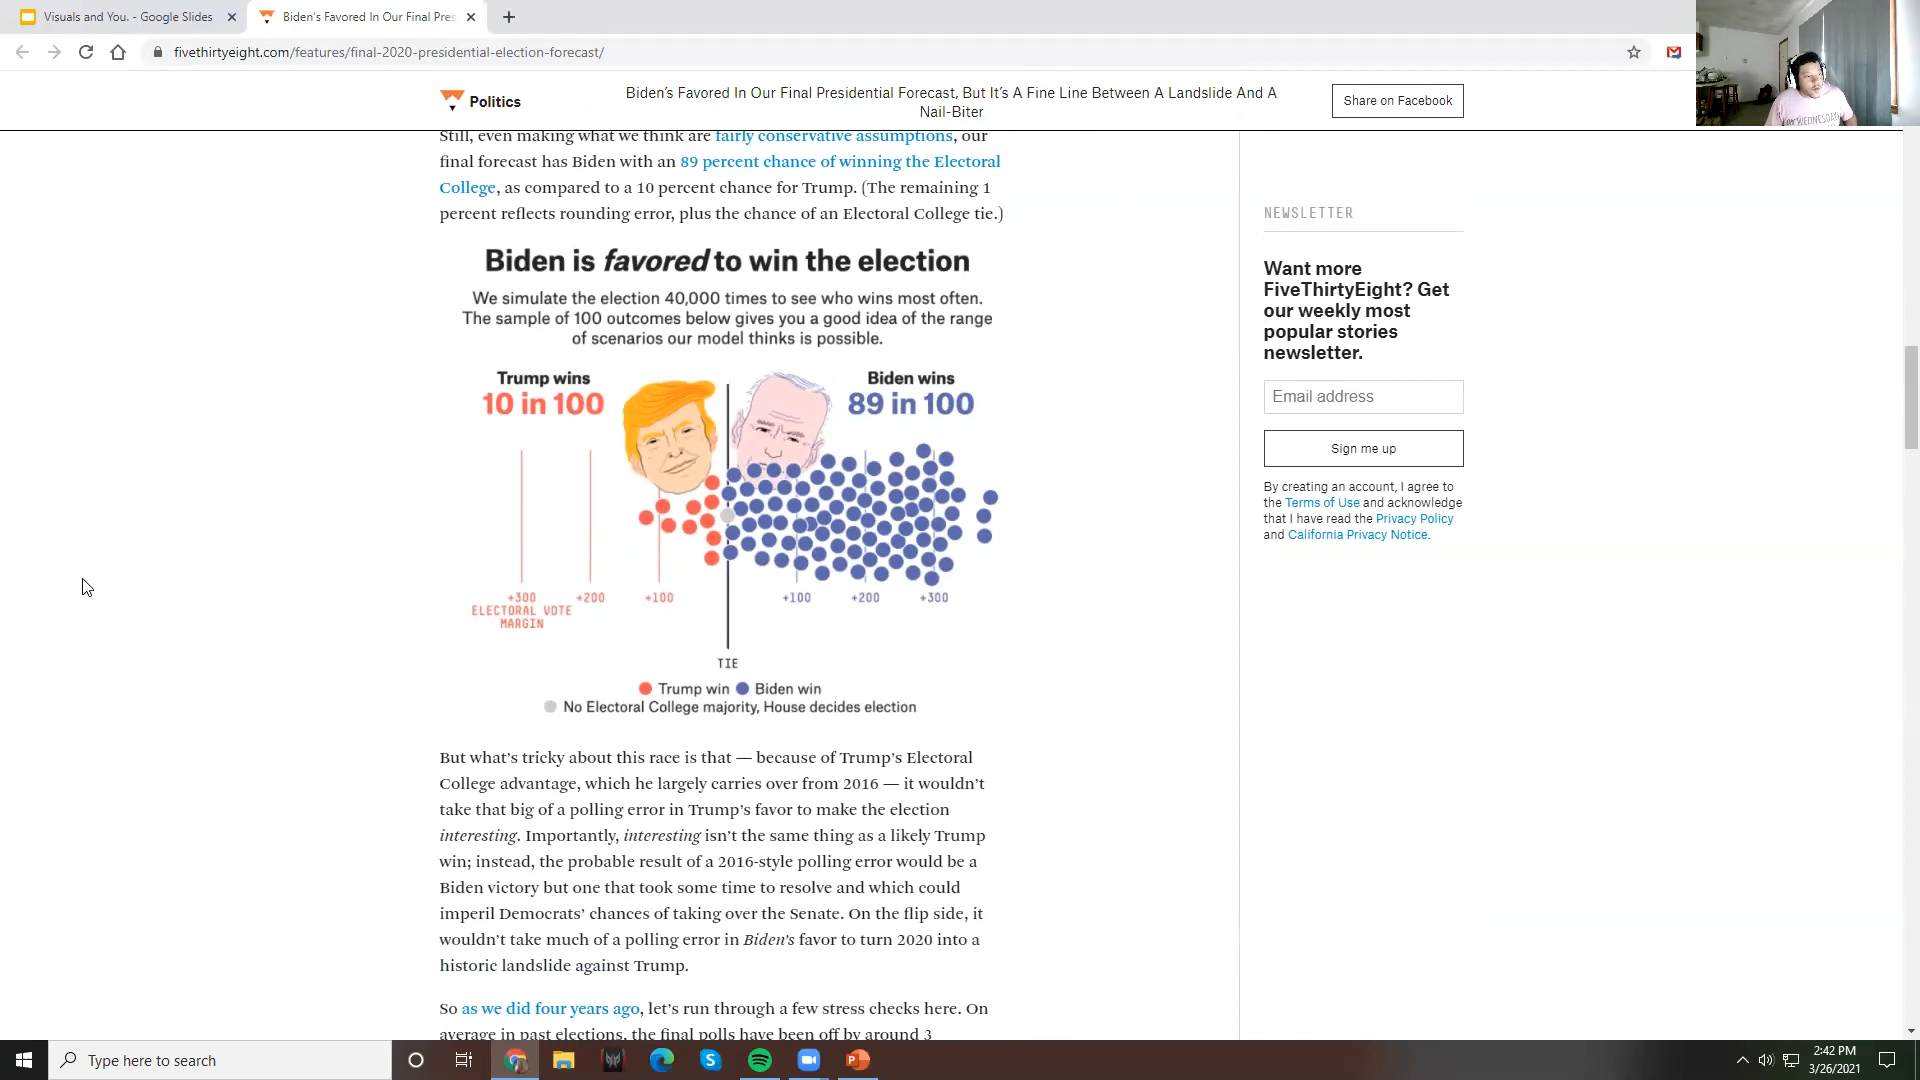 Visuals and You. - Google Slides
Biden's Favored In Our Final Pres
fivethirtyeight.com/features/final-2020-presidential-election-forecast/
Politics
Biden's Favored In Our Final Presidential Forecast, But It's A Fine Line Between A Landslide And A
Nail-Biter
Share on Facebook
Still, even making what we think are fairly conservative assumptions, our
final forecast has Biden with an 89 percent chance of winning the Electoral
College, as compared to a 10 percent chance for Trump. (The remaining 1
percent reflects rounding error, plus the chance of an Electoral College tie.)
Biden is favored to win the election
We simulate the election 40,000 times to see who wins most often.
The sample of 100 outcomes below gives you a good idea of the range
of scenarios our model thinks is possible.
Trump wins
10 in 100
Biden wins
89 in 100
+300 +200 +100 +100 +200 +300
ELECTORAL VOTE
MARGIN
TIE
Trump win Biden win
No Electoral College majority, House decides election
But what's tricky about this race is that — because of Trump's Electoral
College advantage, which he largely carries over from 2016 — it wouldn't
take that big of a polling error in Trump's favor to make the election
interesting. Importantly, interesting isn't the same thing as a likely Trump
win; instead, the probable result of a 2016-style polling error would be a
Biden victory but one that took some time to resolve and which could
imperil Democrats' chances of taking over the Senate. On the flip side, it
wouldn't take much of a polling error in Biden's favor to turn 2020 into a
historic landslide against Trump.
So as we did four years ago, let's run through a few stress checks here. On
average in past elections, the final polls have been off by around 3
NEWSLETTER
Want more
FiveThirtyEight? Get
our weekly most
popular stories
newsletter.
Email address
Sign me up
By creating an account, I agree to
the Terms of Use and acknowledge
that I have read the Privacy Policy
and California Privacy Notice.
Type here to search
2:42 PM
3/26/2021